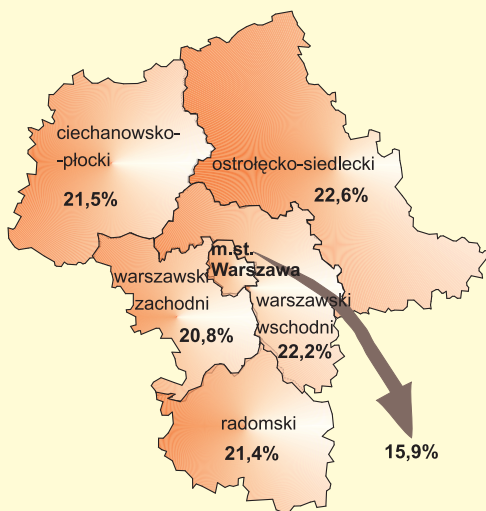 ciechanowsko-
-płocki
21,5%
ostrołęcko-siedlecki
22,6%
m.st.
Warszawa
warszawski
zachodni
20,8%
warszawski
wschodni
22,2%
radomski
21,4%
15,9%